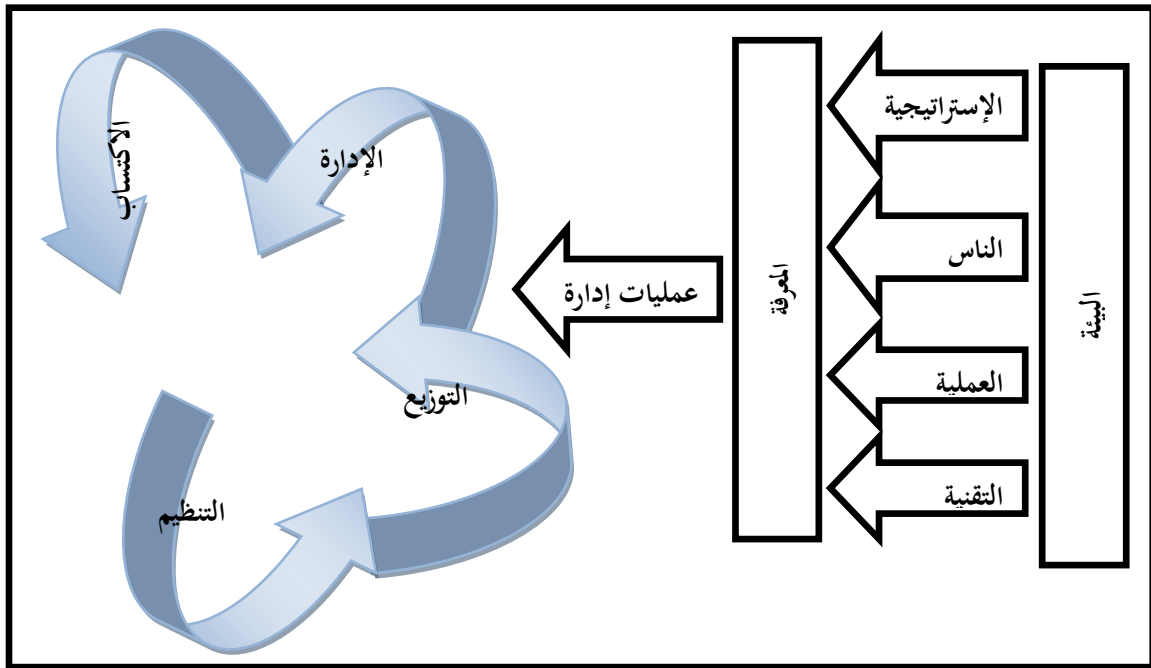 البيئة
الإستراتيجية
الناس
العملية
التقنية
المعرفة
عمليات إدارة
الإدارة
الاكتساب
التوزيع
التنظيم